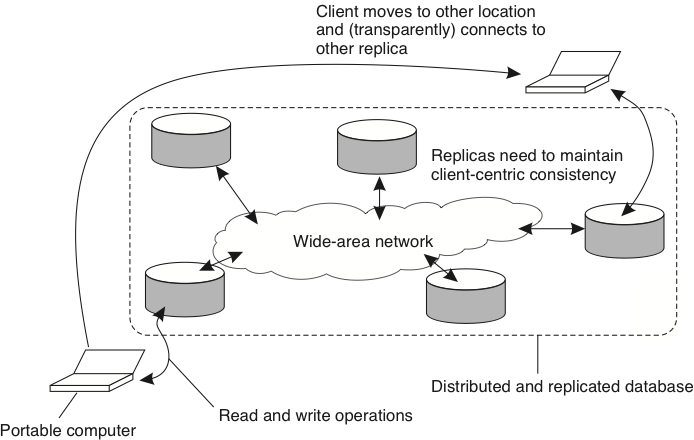 Client moves to other location
and (transparently) connects to
other replica
Replicas need to maintain
client-centric consistency
Wide-area network
Distributed and replicated database
Read and write operations
Portable computer